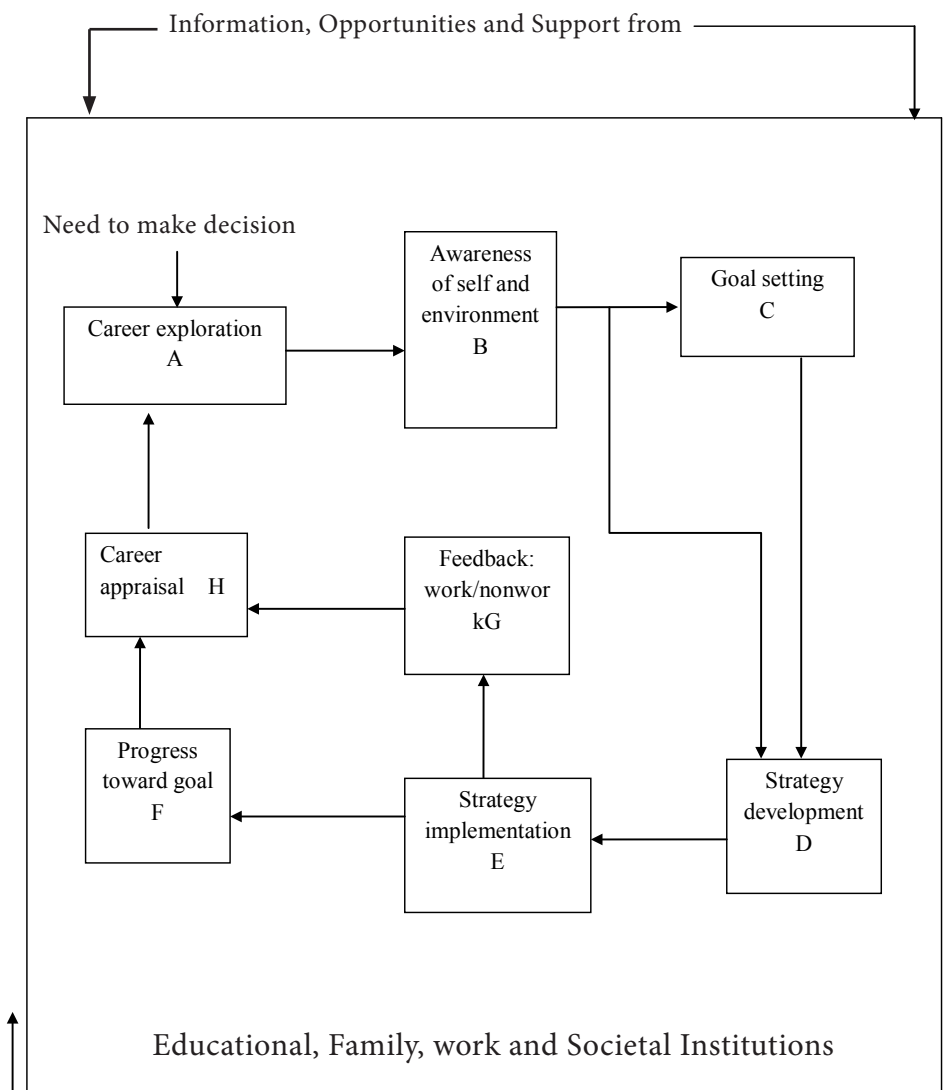 Information, Opportunities and Support from
Need to make decision
Career exploration
A
Awareness
of self and
environment
B
Goal setting
C
Career
appraisal H
Feedback:
work/nonwor
kG
Progress
toward goal
F
Strategy
implementation
E
Strategy
development
D
Educational, Family, work and Societal Institutions